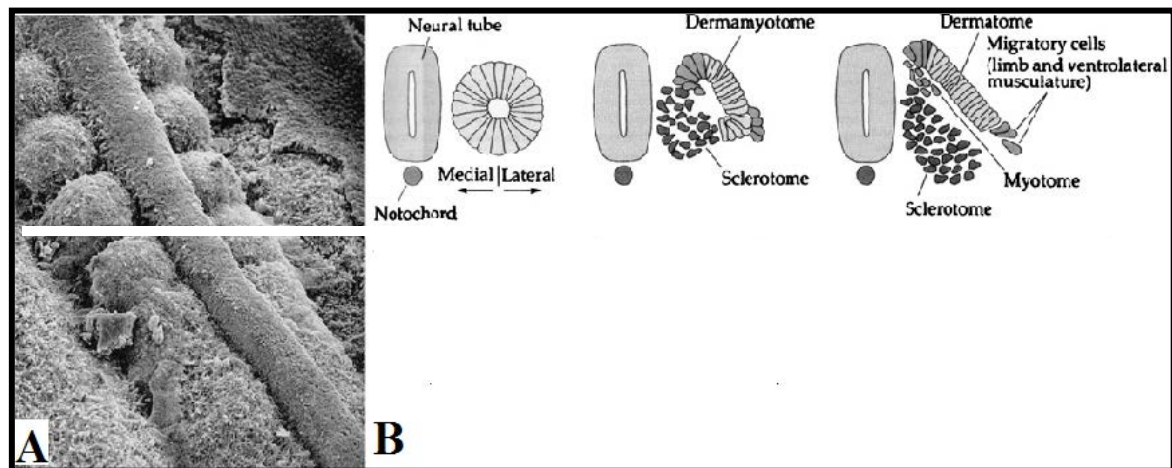 Neural tube
Medial | Lateral
Notochord
Dermamyotome
Sclerotome
Dermatome
Migratory cells
(limb and ventrolateral
musculature)
Myotome
Sclerotome
A
B